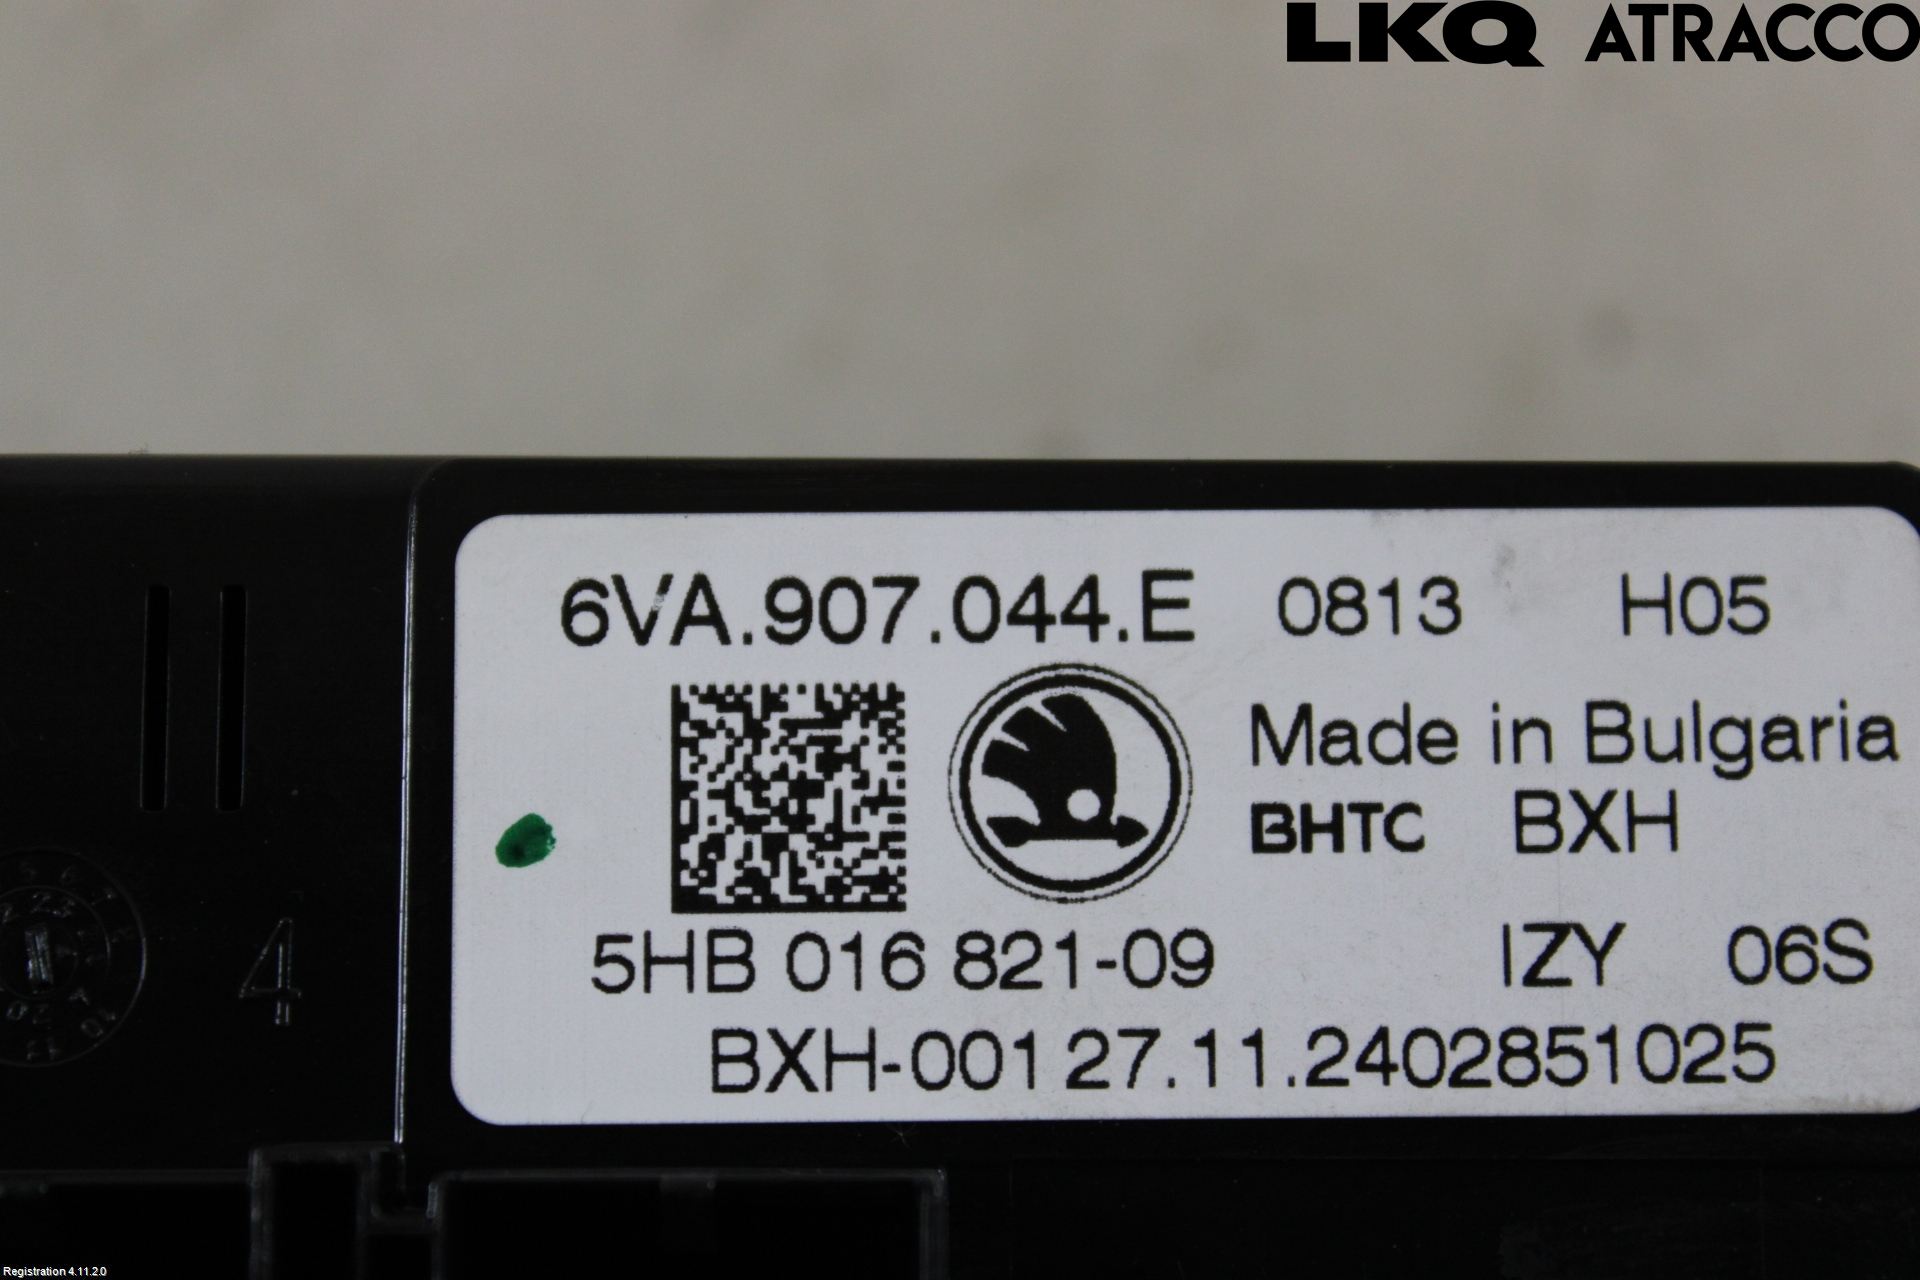 LKQ ATRACCO
6VA.907.044.E 0813 H05
Made in Bulgaria
BHTC BXH
5HB 016 821-09 IZY 06S
BXH-001 27.11.2402851025
4
Registration 4.11.2.0